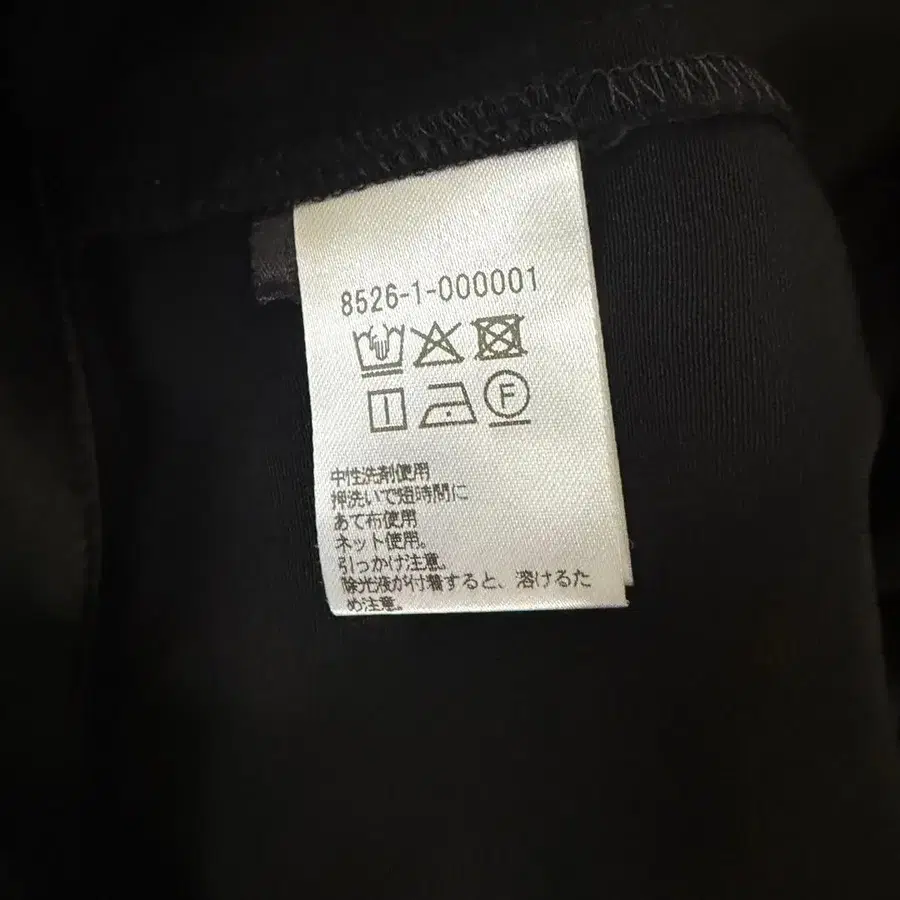 8526-1-000001
F
中性洗剤使用
押洗いで短時間に
あて布使用
ネット使用。
引っかけ注意。
除光液が付着すると、溶けるた
め注意。